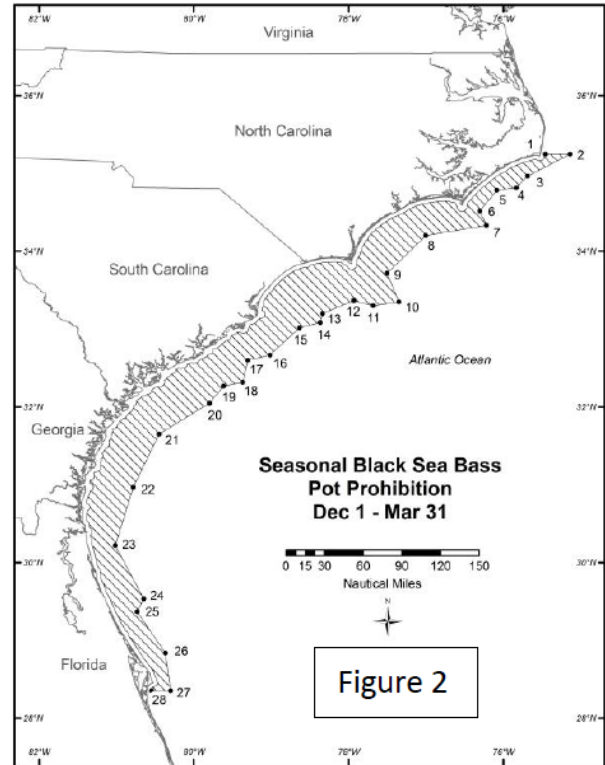 82°W 80°W 78°W 76°W
Virginia
36°N 36°N
North Carolina
1 2
3
4
5
6
7
8
34°N 34°N
South Carolina
9
10
11
12
13
14
15
16
Atlantic Ocean
17
18
19
20
32°N 32°N
Georgia
21
Seasonal Black Sea Bass
Pot Prohibition
Dec 1 - Mar 31
22
23
30°N 30°N
0 15 30 60 90 120 150
Nautical Miles
24
25
N
26
Florida
27
28
Figure 2
28°N 28°N
82°W 80°W 78°W 76°W